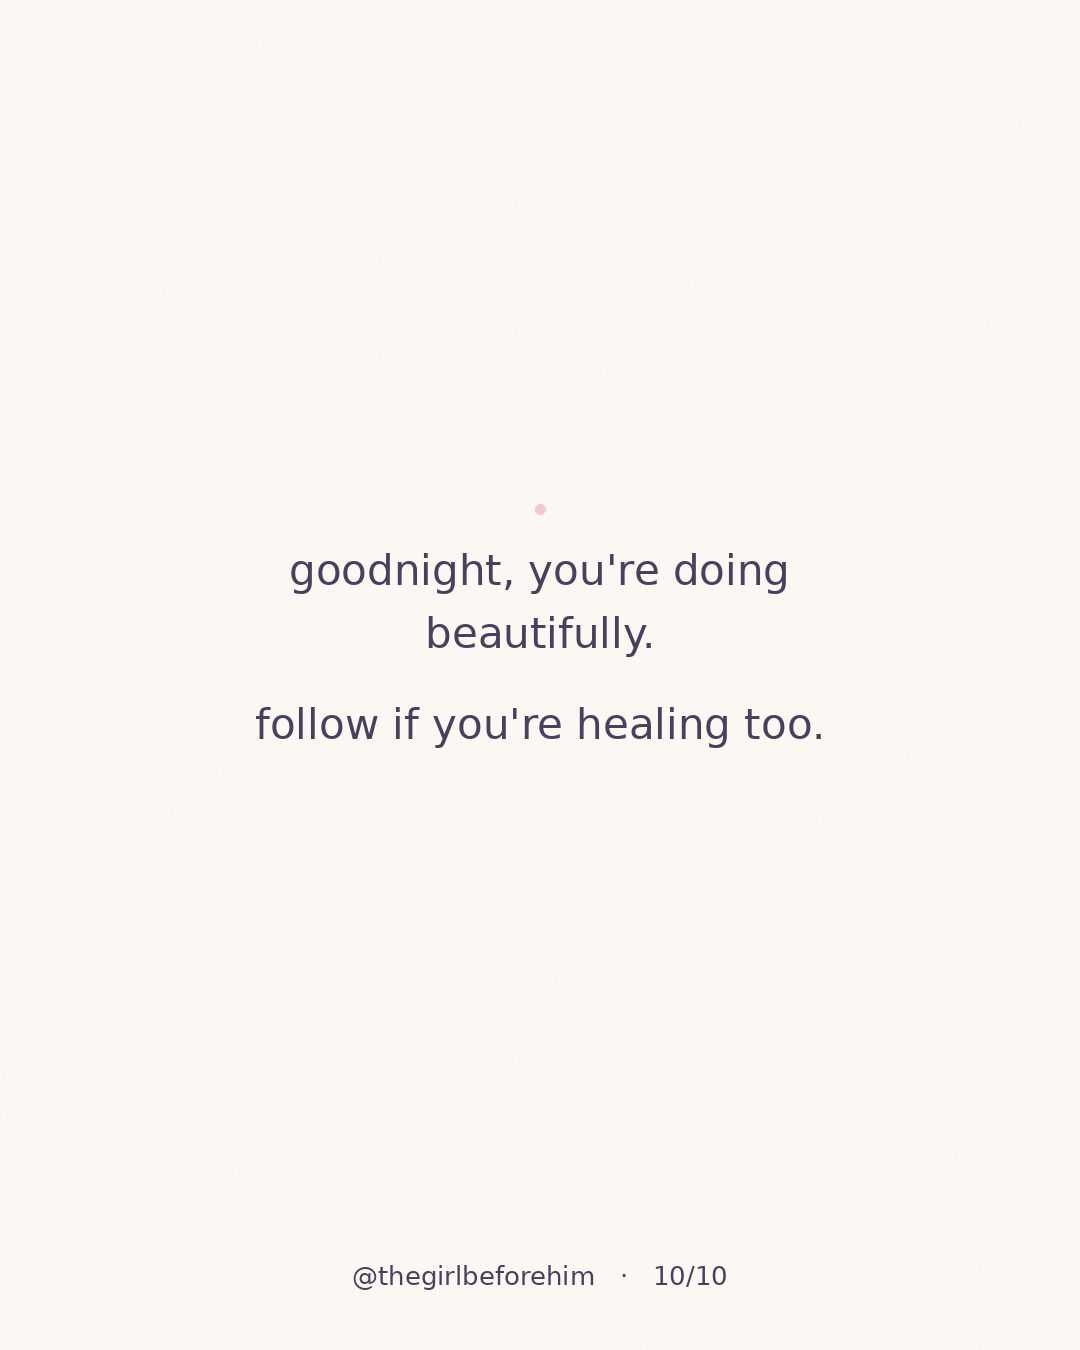 goodnight, you're doing
beautifully.
follow if you're healing too.
@thegirlbeforehim · 10/10